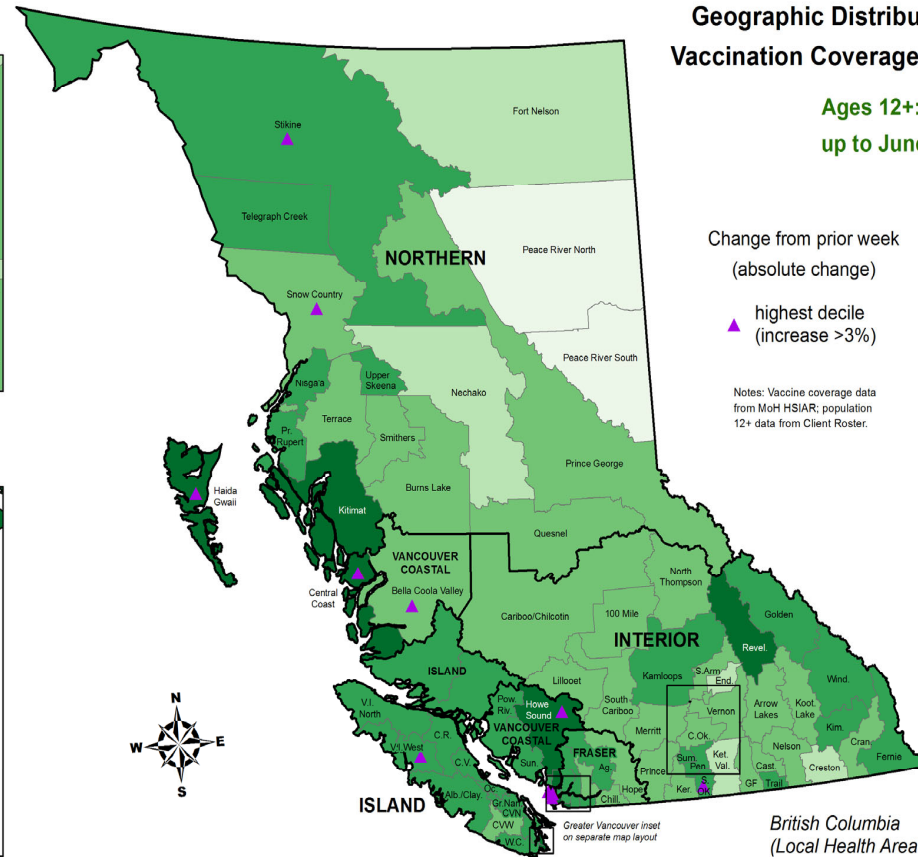 Geographic Distribu
Vaccination Coverage
Ages 12+:
up to June
Change from prior week
(absolute change)
highest decile
(increase >3%)
Notes: Vaccine coverage data
from MoH HSIAR; population
12+ data from Client Roster.
Stikine
Fort Nelson
Telegraph Creek
NORTHERN
Peace River North
Snow Country
Peace River South
Nisga'a
Upper
Skeena
Nechako
Terrace
Pr.
Rupert
Smithers
Prince George
Haida
Gwaii
Kitimat
Burns Lake
Quesnel
VANCOUVER
COASTAL
North
Thompson
Central
Coast
Bella Coola Valley
Cariboo/Chilcotin
100 Mile
Golden
INTERIOR
Revel.
ISLAND
Lillooet
Kamloops
S.Arm
End.
Wind.
V.I.
North
Pow.
Riv.
Howe
Sound
South
Cariboo
Vernon
Arrow
Lakes
Koot.
Lake
C.R.
VANCOUVER
COASTAL
Merritt
C.Ok.
Kim.
V.I.West
Sun.
FRASER
Ag.
Nelson
Cran.
C.V.
Sum.
Pen
Ket.
Val.
Fernie
Prince
Cast.
Creston
Alb./Clay.
Oc.
Hope
Ker.
S
OK
GF
Trail
ISLAND
Gr.Nan.
CVN
Chill.
CVW
W.C.
Greater Vancouver inset
on separate map layout
N
W
E
S
British Columbia
(Local Health Area